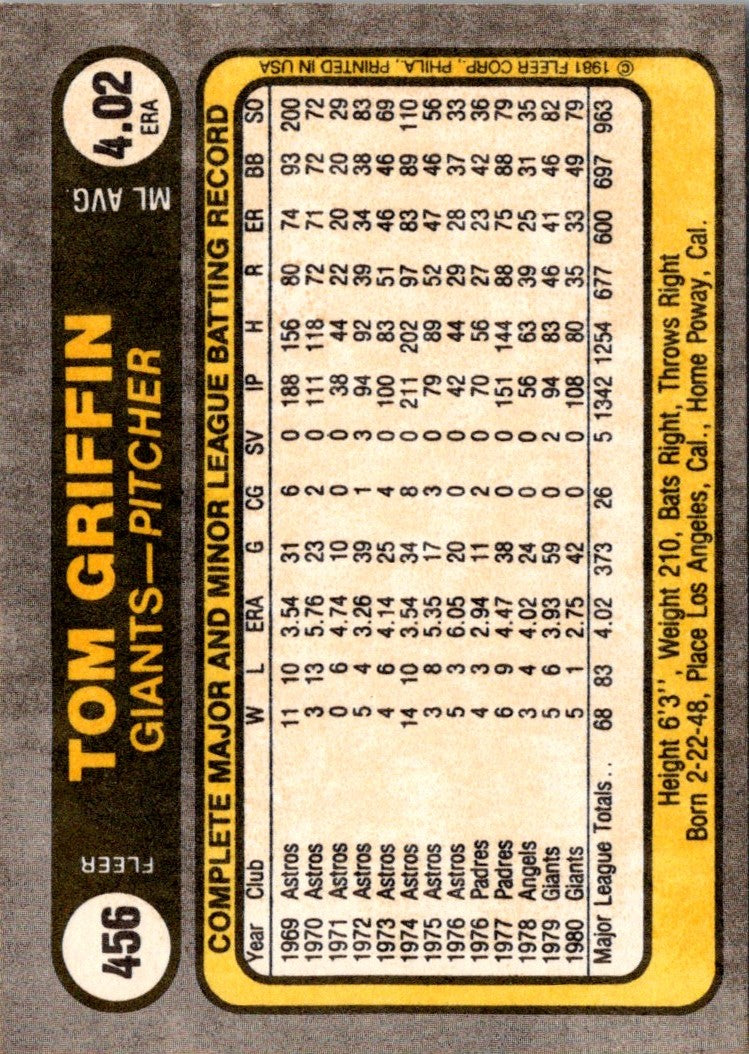 456 FLEER TOM GRIFFIN ML AVG. 4.02
GIANTS—PITCHER ERA
COMPLETE MAJOR AND MINOR LEAGUE BATTING RECORD
Year Club W L ERA G CG SV IP H R ER BB SO
1969 Astros 11 10 3.54 31 6 0 188 156 80 74 93 200
1970 Astros 3 13 5.76 23 2 0 111 118 72 71 72 72
1971 Astros 0 6 4.74 10 0 0 38 44 22 20 20 29
1972 Astros 5 4 3.26 39 1 3 94 92 39 34 38 83
1973 Astros 4 6 4.14 25 4 0 100 83 51 46 46 69
1974 Astros 14 10 3.54 34 8 0 211 202 97 83 89 110
1975 Astros 3 8 5.35 17 3 0 79 89 52 47 46 56
1976 Astros 5 3 6.05 20 0 0 42 44 29 28 37 33
1976 Padres 4 3 2.94 11 2 0 70 56 27 23 42 36
1977 Padres 6 9 4.47 38 0 0 151 144 88 75 88 79
1978 Angels 3 4 4.02 24 0 0 56 63 39 25 31 35
1979 Giants 5 6 3.93 59 0 2 94 83 46 41 46 82
1980 Giants 5 1 2.75 42 0 0 108 80 35 33 49 79
Major League Totals . . 68 83 4.02 373 26 5 1342 1254 677 600 697 963
Height 6'3'', Weight 210, Bats Right, Throws Right
Born 2-22-48, Place Los Angeles, Cal., Home Poway, Cal.
© 1981 FLEER CORP., PHILA., PRINTED IN USA